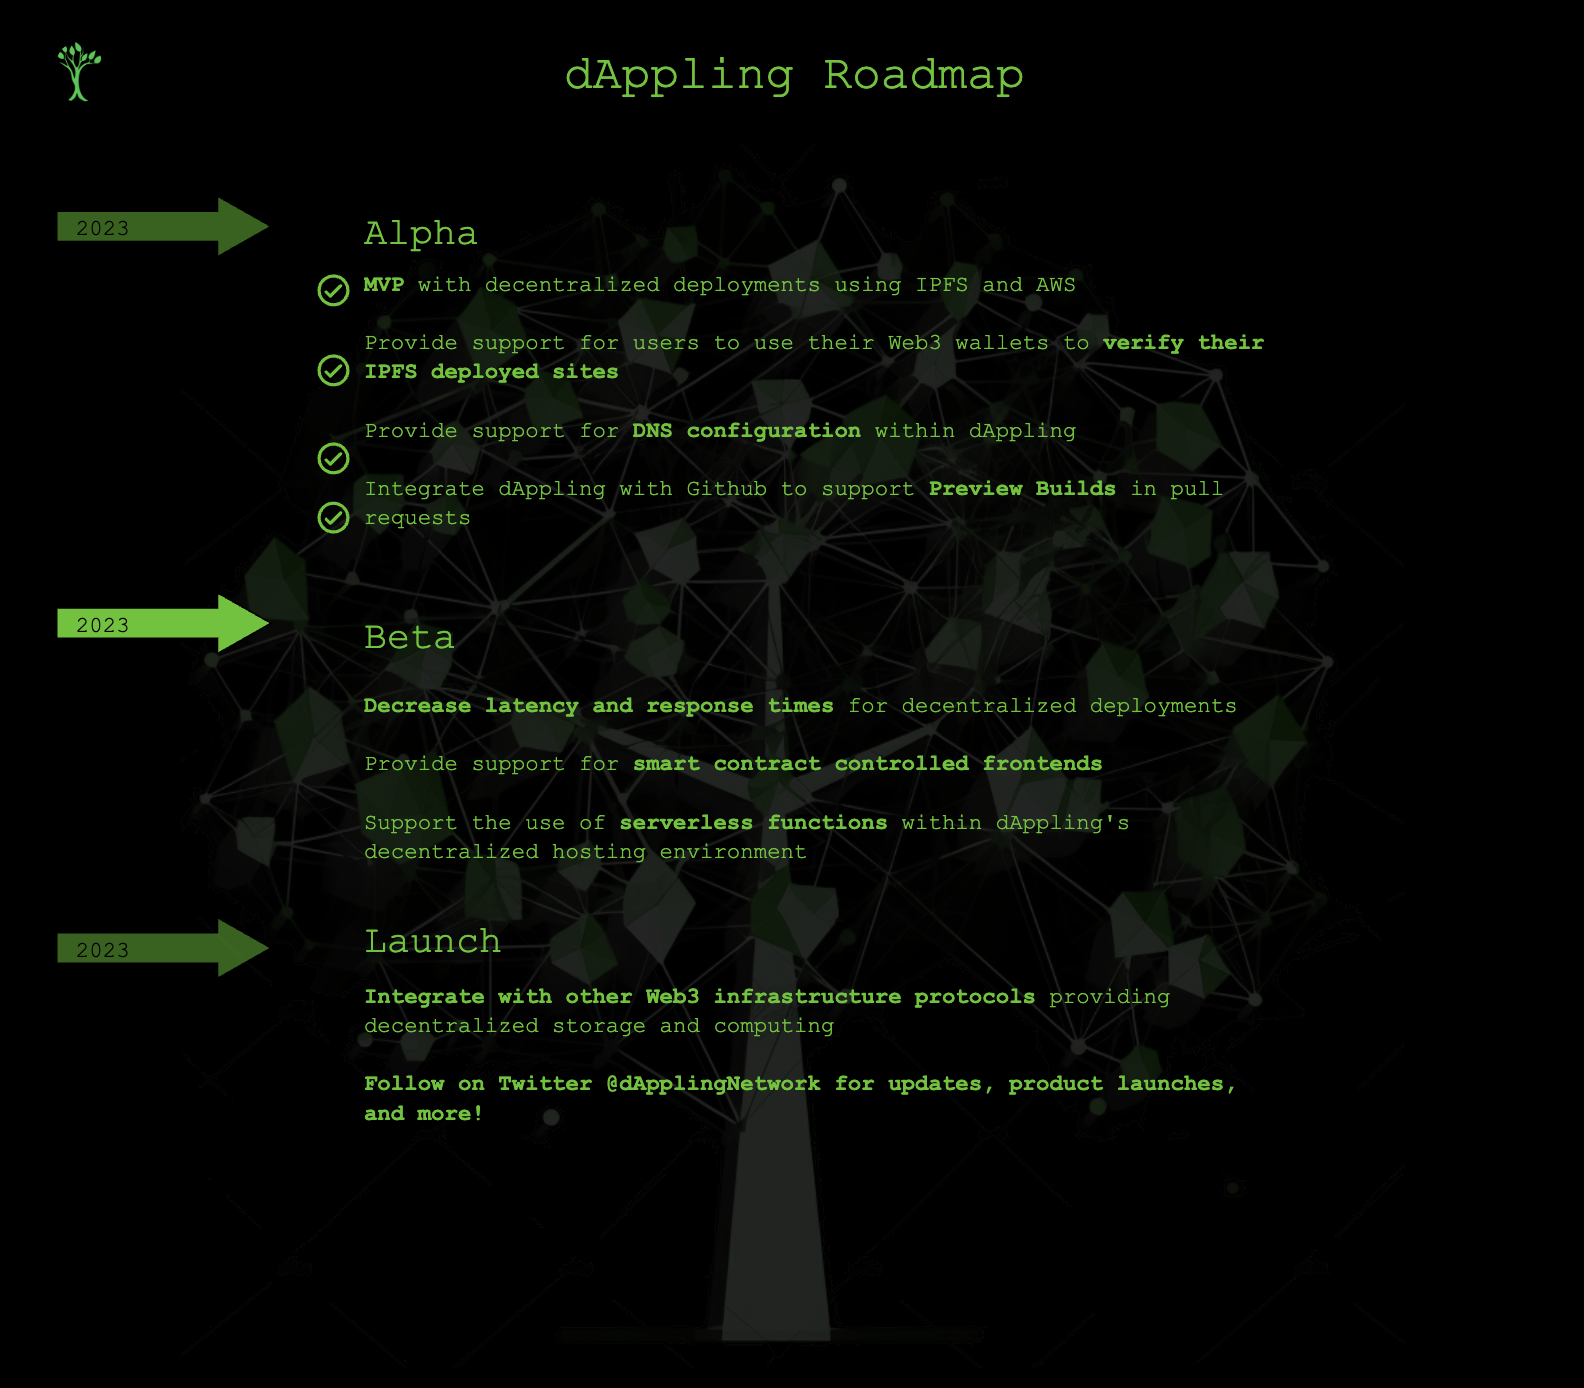 dAppling Roadmap
2023
Alpha
MVP with decentralized deployments using IPFS and AWS
Provide support for users to use their Web3 wallets to verify their
IPFS deployed sites
Provide support for DNS configuration within dAppling
Integrate dAppling with Github to support Preview Builds in pull
requests
2023
Beta
Decrease latency and response times for decentralized deployments
Provide support for smart contract controlled frontends
Support the use of serverless functions within dAppling's
decentralized hosting environment
2023
Launch
Integrate with other Web3 infrastructure protocols providing
decentralized storage and computing
Follow on Twitter @dApplingNetwork for updates, product launches,
and more!